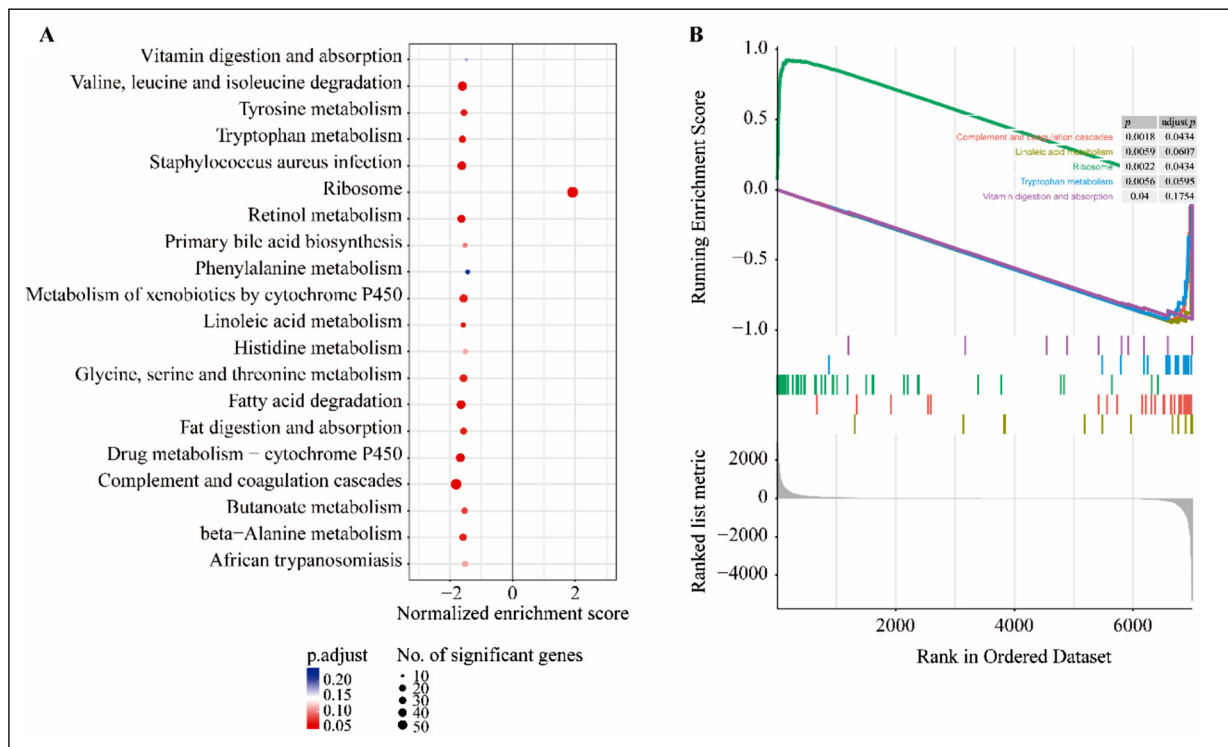 A
Vitamin digestion and absorption
Valine, leucine and isoleucine degradation
Tyrosine metabolism
Tryptophan metabolism
Staphylococcus aureus infection
Ribosome
Retinol metabolism
Primary bile acid biosynthesis
Phenylalanine metabolism
Metabolism of xenobiotics by cytochrome P450
Linoleic acid metabolism
Histidine metabolism
Glycine, serine and threonine metabolism
Fatty acid degradation
Fat digestion and absorption
Drug metabolism − cytochrome P450
Complement and coagulation cascades
Butanoate metabolism
beta−Alanine metabolism
African trypanosomiasis
−2 0 2
Normalized enrichment score
p.adjust
0.20
0.15
0.10
0.05
No. of significant genes
10
20
30
40
50
B
Running Enrichment Score
1.0
0.5
0.0
−0.5
−1.0
p adjust p
Complement and coagulation cascades 0.0018 0.0434
Linoleic acid metabolism 0.0059 0.0607
Ribosome 0.0022 0.0434
Tryptophan metabolism 0.0056 0.0595
Vitamin digestion and absorption 0.04 0.1754
Ranked list metric
2000
0
−2000
−4000
2000 4000 6000
Rank in Ordered Dataset